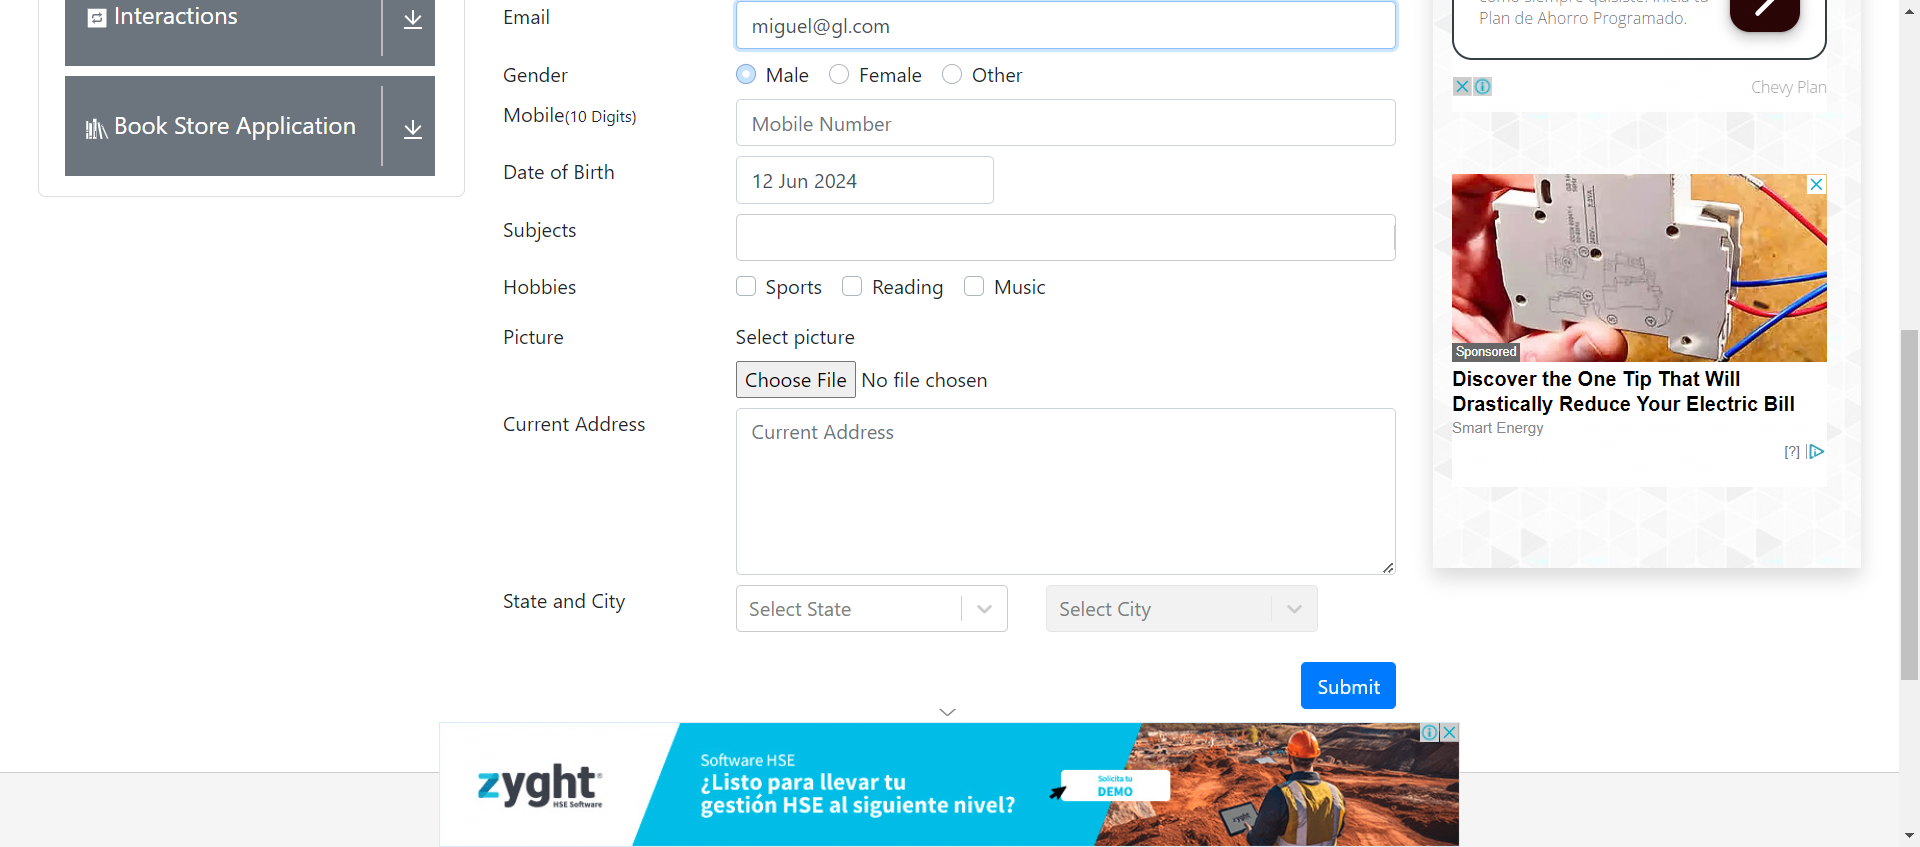 Interactions
Book Store Application
Email
miguel@gl.com
Gender
Male
Female
Other
Mobile(10 Digits)
Mobile Number
Date of Birth
12 Jun 2024
Subjects
Hobbies
Sports
Reading
Music
Picture
Select picture
Choose File No file chosen
Current Address
Current Address
State and City
Select State
Select City
Submit
Plan de Ahorro Programado.
Chevy Plan
Sponsored
Discover the One Tip That Will
Drastically Reduce Your Electric Bill
Smart Energy
[?]
zyght
HSE Software
Software HSE
¿Listo para llevar tu
gestión HSE al siguiente nivel?
Solicita tu
DEMO
zyght